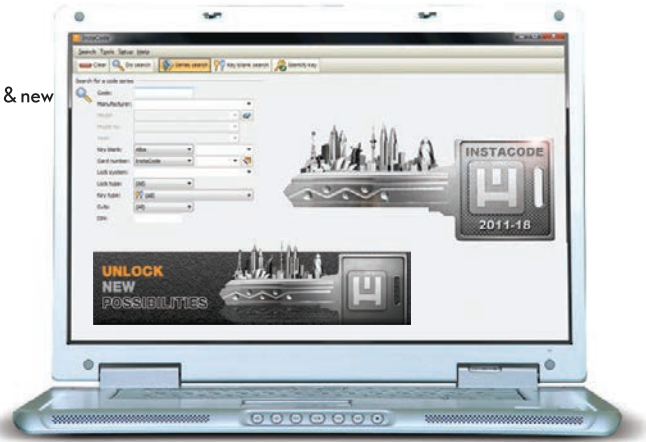 & new
InstaCode
Search Tools Setup Help
Clear Do search Series search Key blank search Identify key
Search for a code series
Code:
Manufacturer:
Key blank: Alba
Card number: InstaCode
Lock system:
Lock type: (All)
Key type: (All)
Cuts: (All)
INSTACODE
2011-18
UNLOCK
NEW
POSSIBILITIES